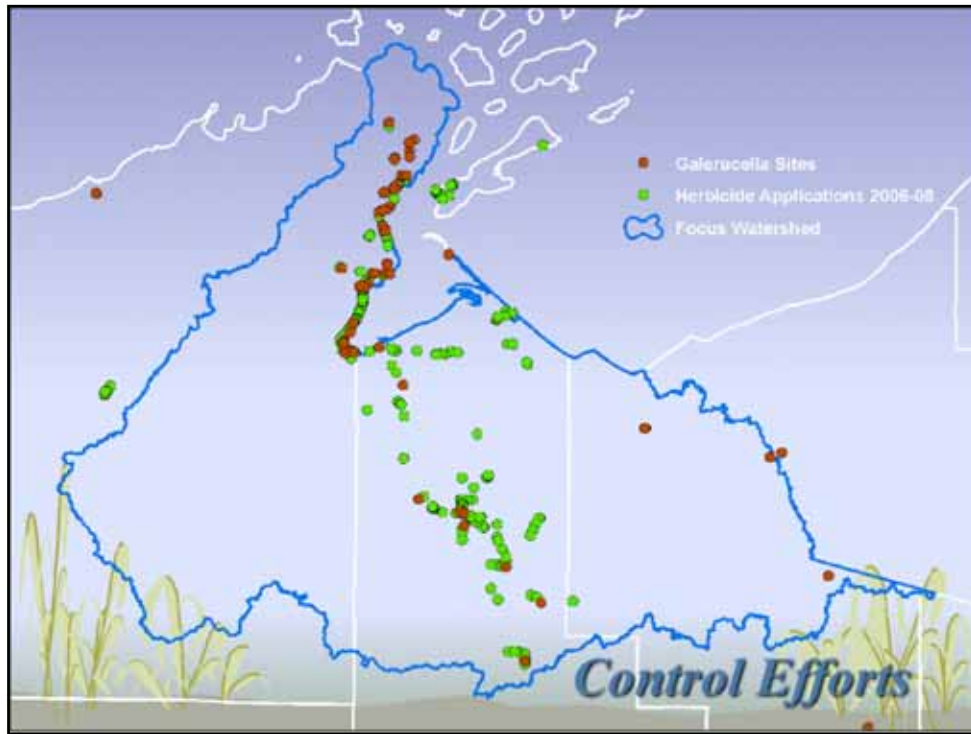 Galerucella Sites
Herbicide Applications 2006-08
Focus Watershed
Control Efforts